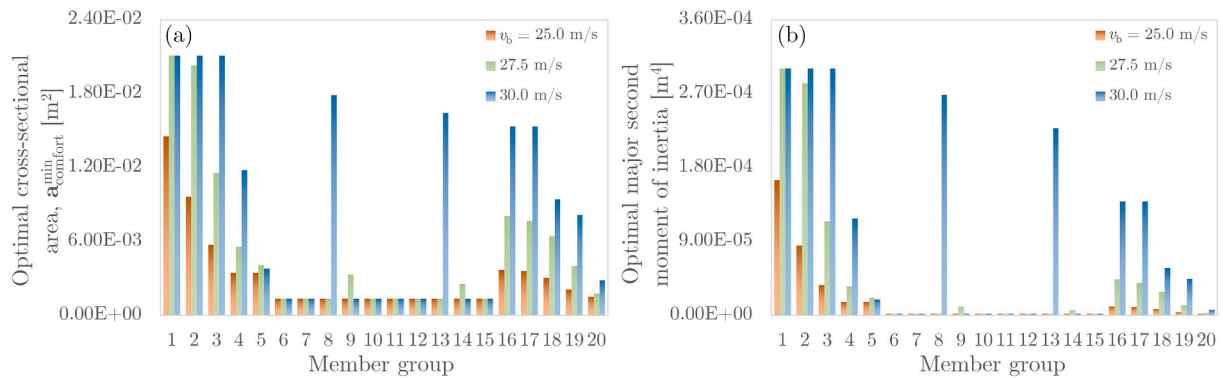 (a)
Optimal cross-sectional
area, a_comfort^min [m²]
2.40E-02
1.80E-02
1.20E-02
6.00E-03
0.00E+00
v_b = 25.0 m/s
27.5 m/s
30.0 m/s
1 2 3 4 5 6 7 8 9 10 11 12 13 14 15 16 17 18 19 20
Member group
(b)
Optimal major second
moment of inertia [m⁴]
3.60E-04
2.70E-04
1.80E-04
9.00E-05
0.00E+00
v_b = 25.0 m/s
27.5 m/s
30.0 m/s
1 2 3 4 5 6 7 8 9 10 11 12 13 14 15 16 17 18 19 20
Member group